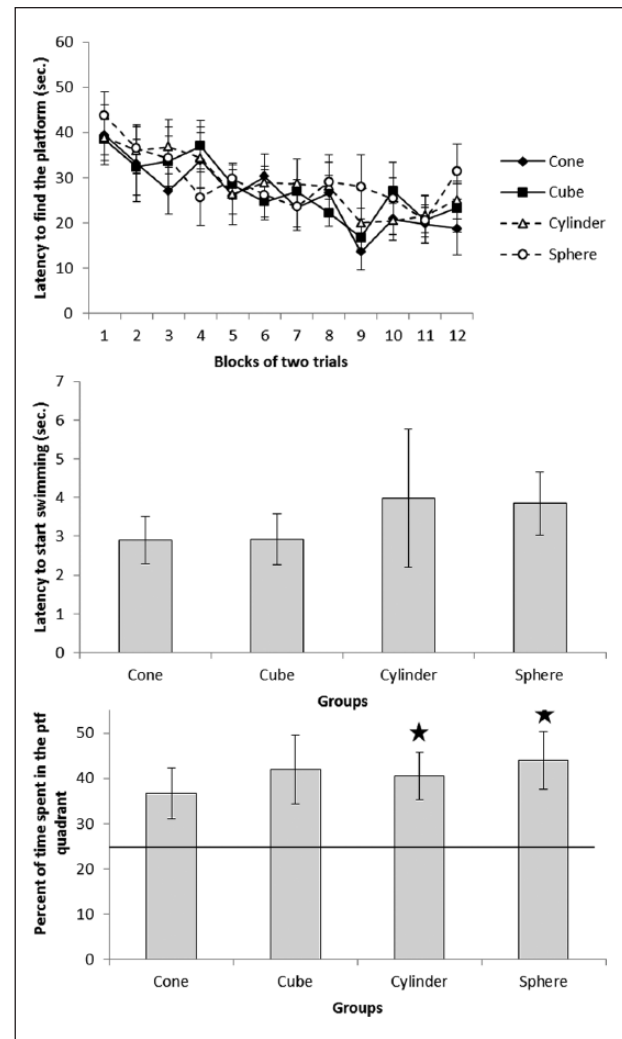 Latency to find the platform (sec.)
60
50
40
30
20
10
0
1 2 3 4 5 6 7 8 9 10 11 12
Blocks of two trials
Cone
Cube
Cylinder
Sphere
Latency to start swimming (sec.)
7
6
5
4
3
2
1
0
Cone Cube Cylinder Sphere
Groups
Percent of time spent in the ptf
quadrant
50
40
30
20
10
0
Cone Cube Cylinder Sphere
Groups